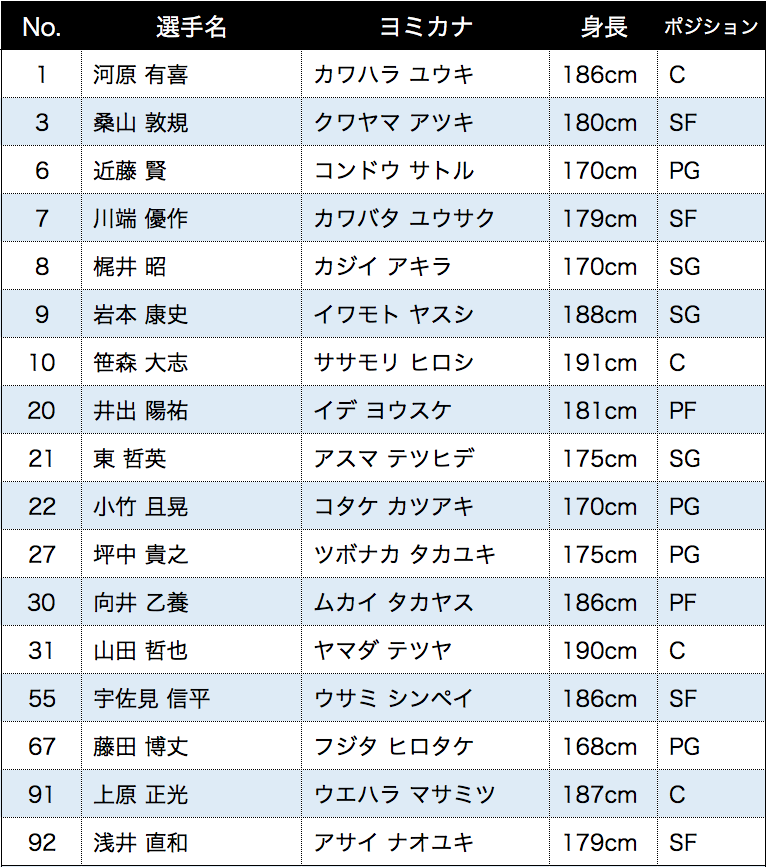 No. 選手名 ヨミカナ 身長 ポジション
1 河原 有喜 カワハラ ユウキ 186cm C
3 桑山 敦規 クワヤマ アツキ 180cm SF
6 近藤 賢 コンドウ サトル 170cm PG
7 川端 優作 カワバタ ユウサク 179cm SF
8 梶井 昭 カジイ アキラ 170cm SG
9 岩本 康史 イワモト ヤスシ 188cm SG
10 笹森 大志 ササモリ ヒロシ 191cm C
20 井出 陽祐 イデ ヨウスケ 181cm PF
21 東 哲英 アスマ テツヒデ 175cm SG
22 小竹 且晃 コタケ カツアキ 170cm PG
27 坪中 貴之 ツボナカ タカユキ 175cm PG
30 向井 乙養 ムカイ タカヤス 186cm PF
31 山田 哲也 ヤマダ テツヤ 190cm C
55 宇佐見 信平 ウサミ シンペイ 186cm SF
67 藤田 博丈 フジタ ヒロタケ 168cm PG
91 上原 正光 ウエハラ マサミツ 187cm C
92 浅井 直和 アサイ ナオユキ 179cm SF